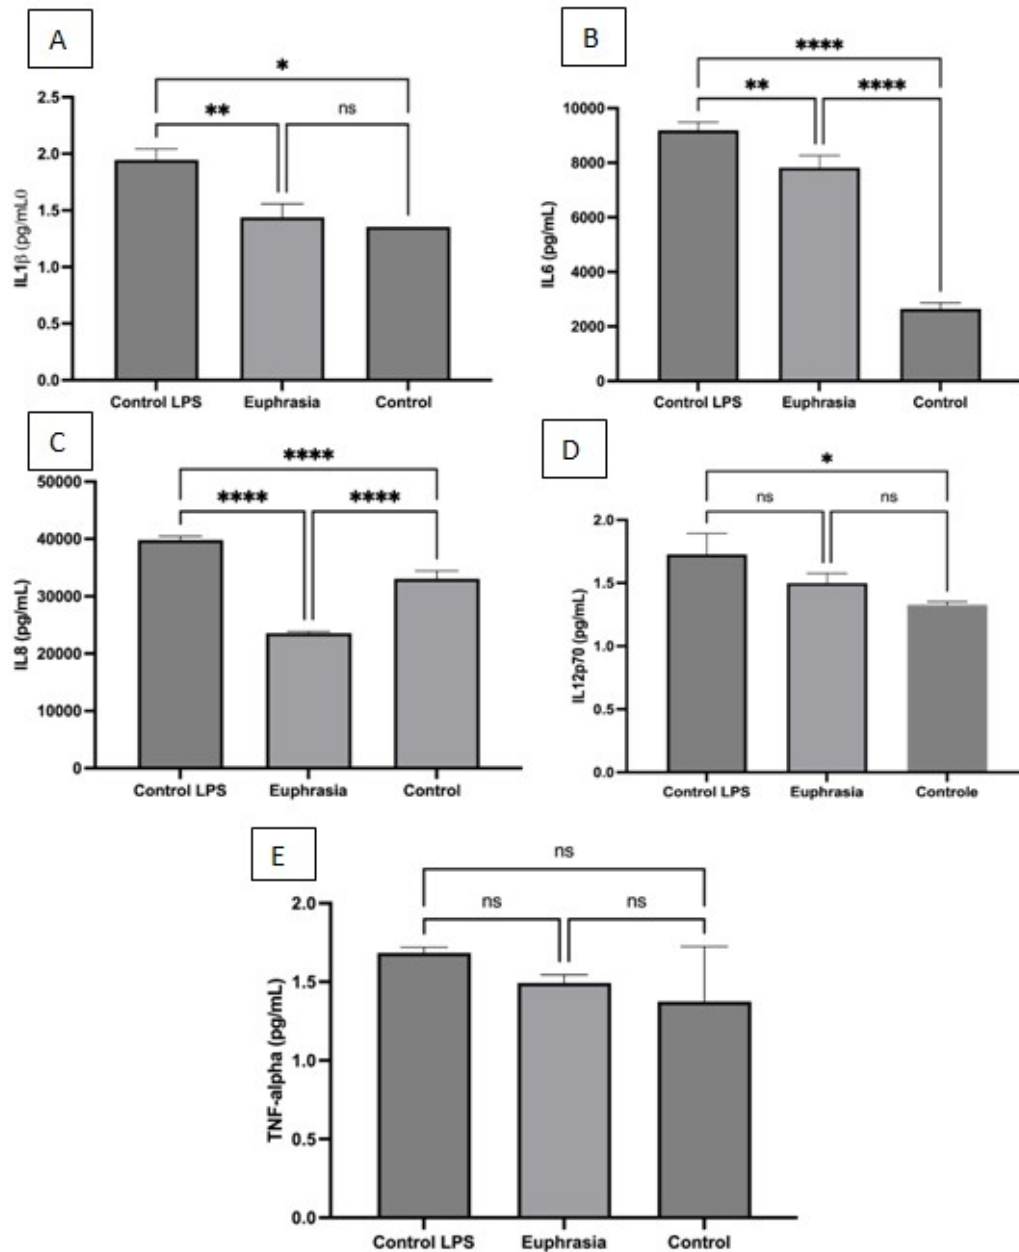 A
*
**
ns
2.5
2.0
1.5
1.0
0.5
0.0
IL1β (pg/mL0
Control LPS Euphrasia Control
B
****
** ****
10000
8000
6000
4000
2000
0
IL6 (pg/mL)
Control LPS Euphrasia Control
C
****
**** ****
50000
40000
30000
20000
10000
0
IL8 (pg/mL)
Control LPS Euphrasia Control
D
*
ns ns
2.0
1.5
1.0
0.5
0.0
IL12p70 (pg/mL)
Control LPS Euphrasia Controle
E
ns
ns ns
2.0
1.5
1.0
0.5
0.0
TNF-alpha (pg/mL)
Control LPS Euphrasia Control